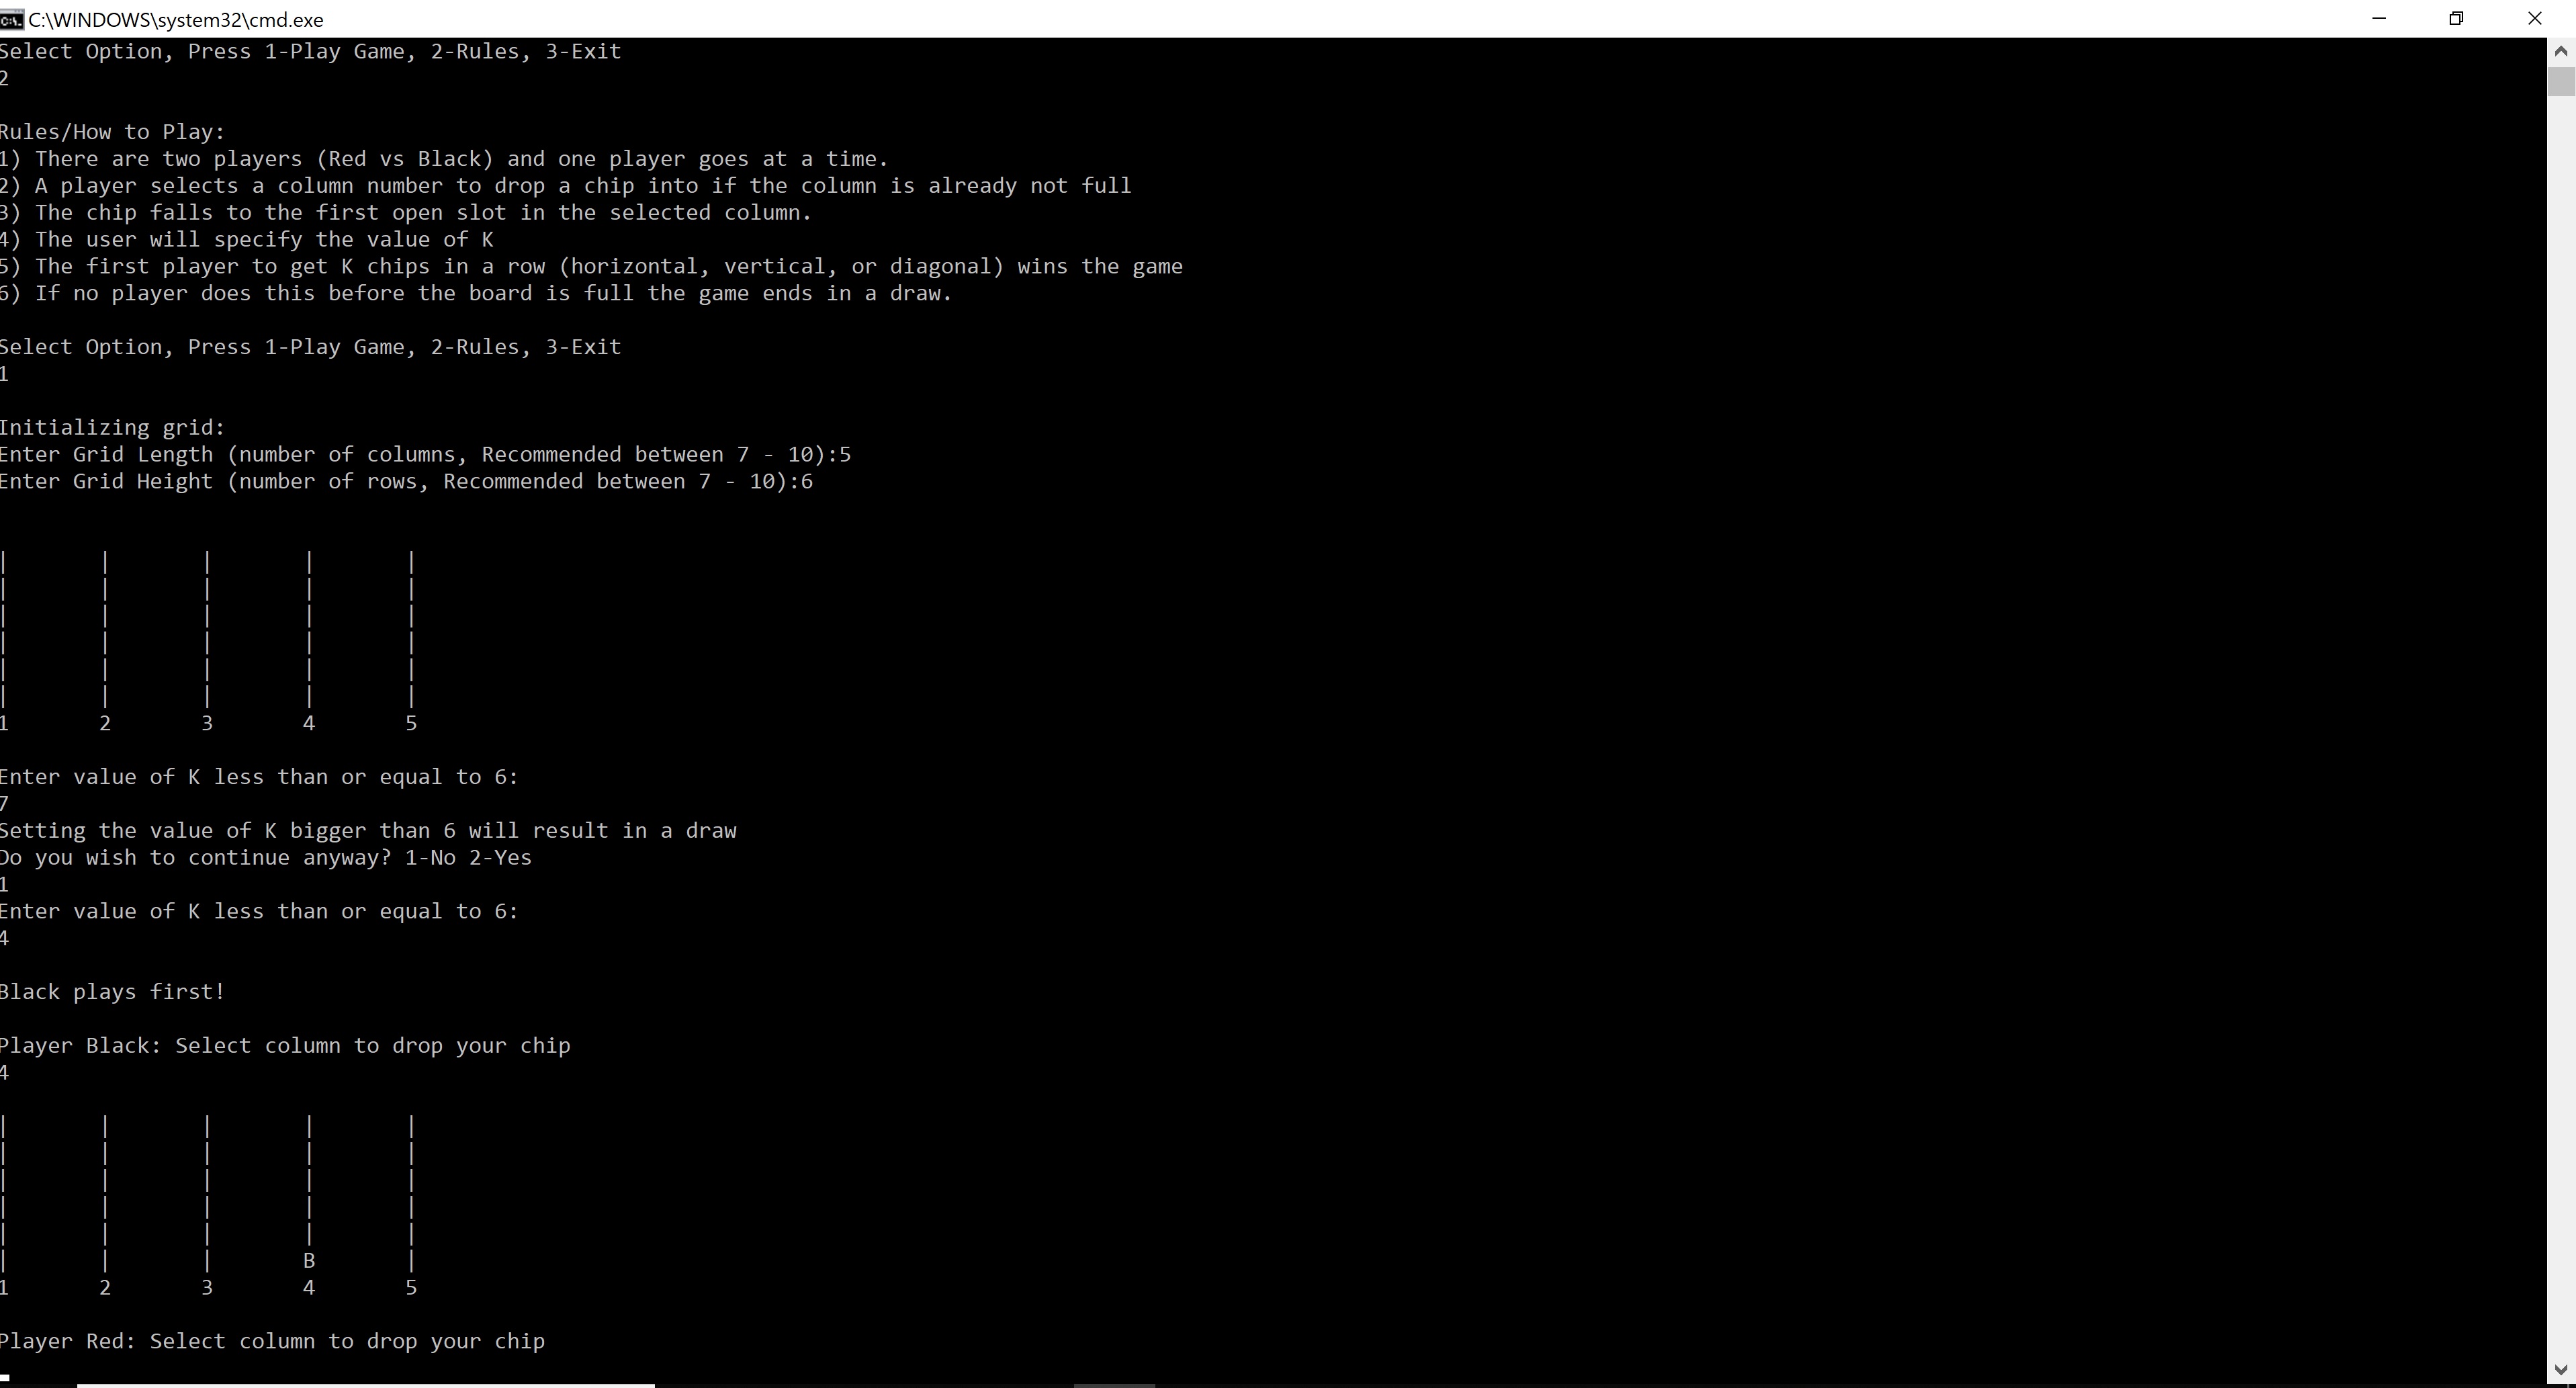 C:\WINDOWS\system32\cmd.exe
Select Option, Press 1-Play Game, 2-Rules, 3-Exit
2
Rules/How to Play:
1) There are two players (Red vs Black) and one player goes at a time.
2) A player selects a column number to drop a chip into if the column is already not full
3) The chip falls to the first open slot in the selected column.
4) The user will specify the value of K
5) The first player to get K chips in a row (horizontal, vertical, or diagonal) wins the game
6) If no player does this before the board is full the game ends in a draw.
Select Option, Press 1-Play Game, 2-Rules, 3-Exit
1
Initializing grid:
Enter Grid Length (number of columns, Recommended between 7 - 10):5
Enter Grid Height (number of rows, Recommended between 7 - 10):6
| | | | |
| | | | |
| | | | |
| | | | |
| | | | |
| | | | |
1 2 3 4 5
Enter value of K less than or equal to 6:
7
Setting the value of K bigger than 6 will result in a draw
Do you wish to continue anyway? 1-No 2-Yes
1
Enter value of K less than or equal to 6:
4
Black plays first!
Player Black: Select column to drop your chip
4
| | | | |
| | | | |
| | | | |
| | | | |
| | | | |
| | | B |
1 2 3 4 5
Player Red: Select column to drop your chip